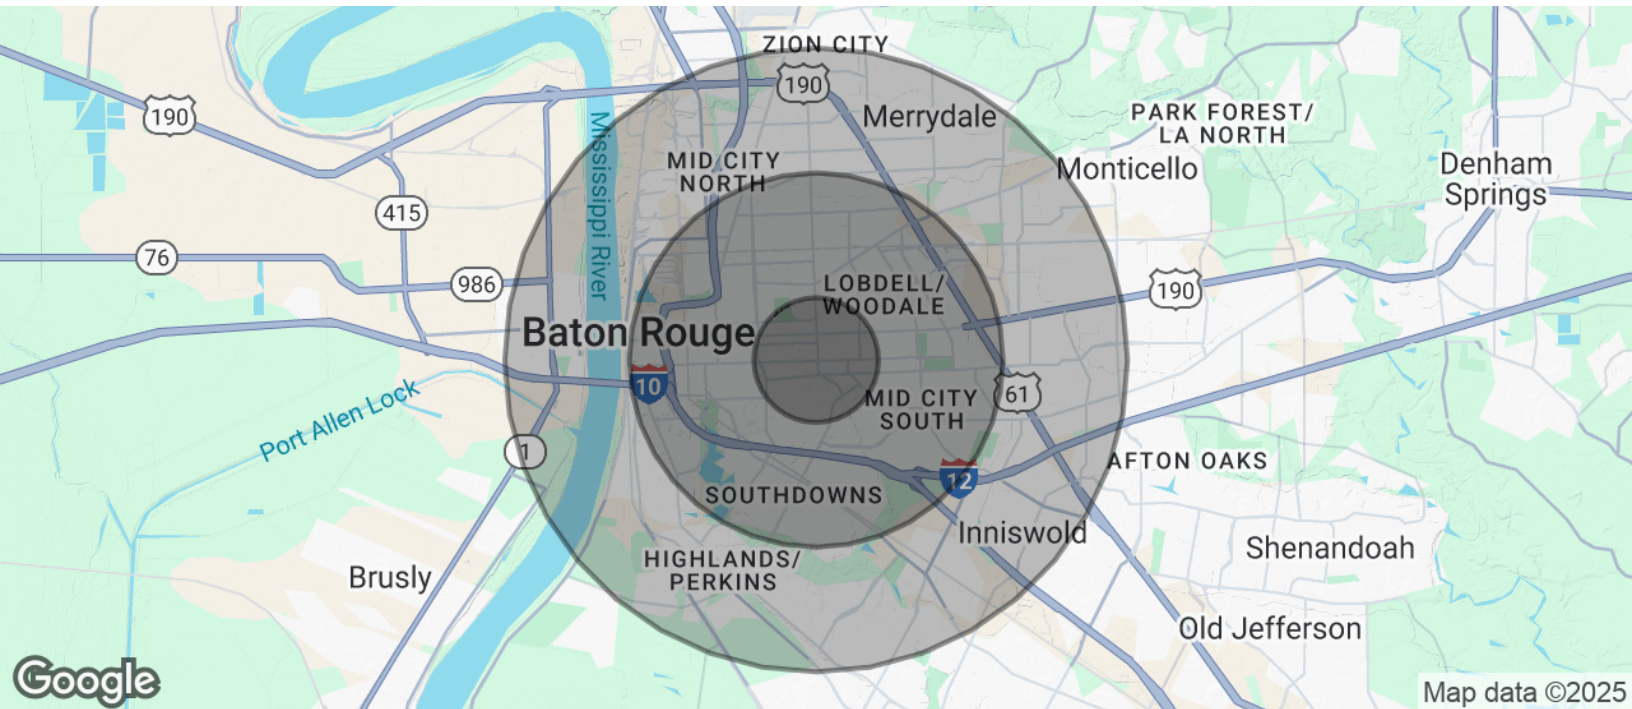 ZION CITY
190
Merrydale
190
PARK FOREST/
LA NORTH
Mississippi River
MID CITY
NORTH
Monticello
Denham
Springs
415
76
986
LOBDELL/
WOODALE
190
Baton Rouge
10
61
MID CITY
SOUTH
Port Allen Lock
1
AFTON OAKS
12
SOUTHDOWNS
Inniswold
Shenandoah
HIGHLANDS/
PERKINS
Brusly
Old Jefferson
Google
Map data ©2025